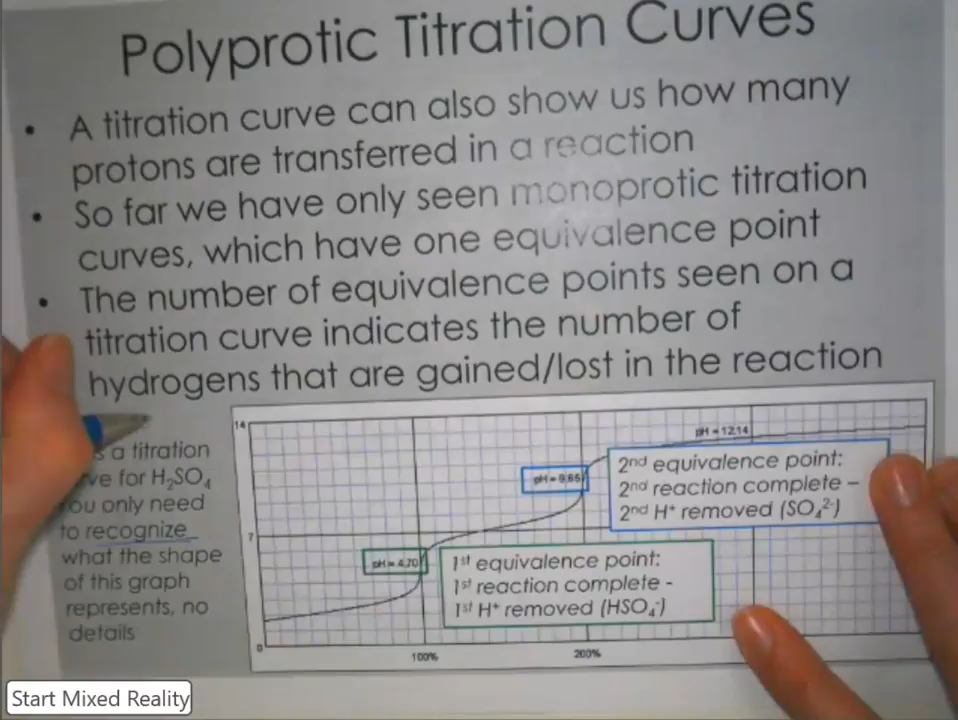 Polyprotic Titration Curves
• A titration curve can also show us how many
protons are transferred in a reaction
• So far we have only seen monoprotic titration
curves, which have one equivalence point
• The number of equivalence points seen on a
titration curve indicates the number of
hydrogens that are gained/lost in the reaction
s a titration
ve for H₂SO₄
ou only need
to recognize
what the shape
of this graph
represents, no
details
14
7
0
pH = 4.70
pH = 9.65
pH = 12.14
1st equivalence point:
1st reaction complete -
1st H⁺ removed (HSO₄⁻)
2nd equivalence point:
2nd reaction complete –
2nd H⁺ removed (SO₄²⁻)
100%
200%
Start Mixed Reality